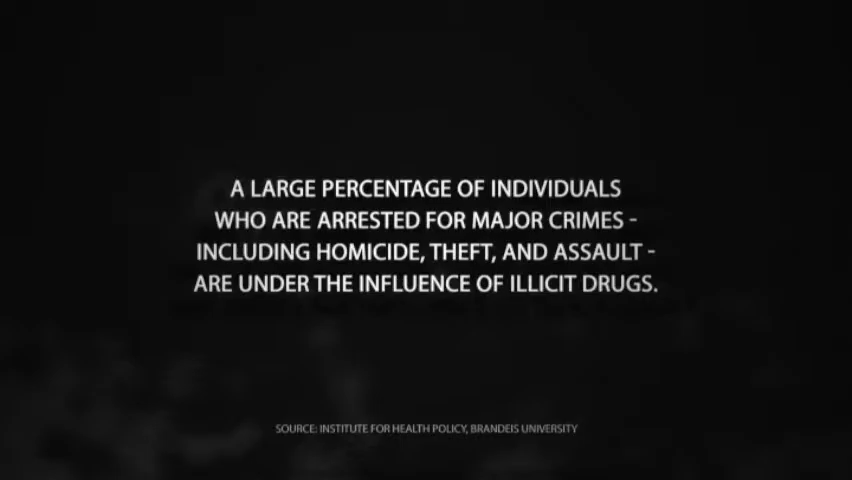 A LARGE PERCENTAGE OF INDIVIDUALS
WHO ARE ARRESTED FOR MAJOR CRIMES -
INCLUDING HOMICIDE, THEFT, AND ASSAULT -
ARE UNDER THE INFLUENCE OF ILLICIT DRUGS.
SOURCE: INSTITUTE FOR HEALTH POLICY, BRANDEIS UNIVERSITY